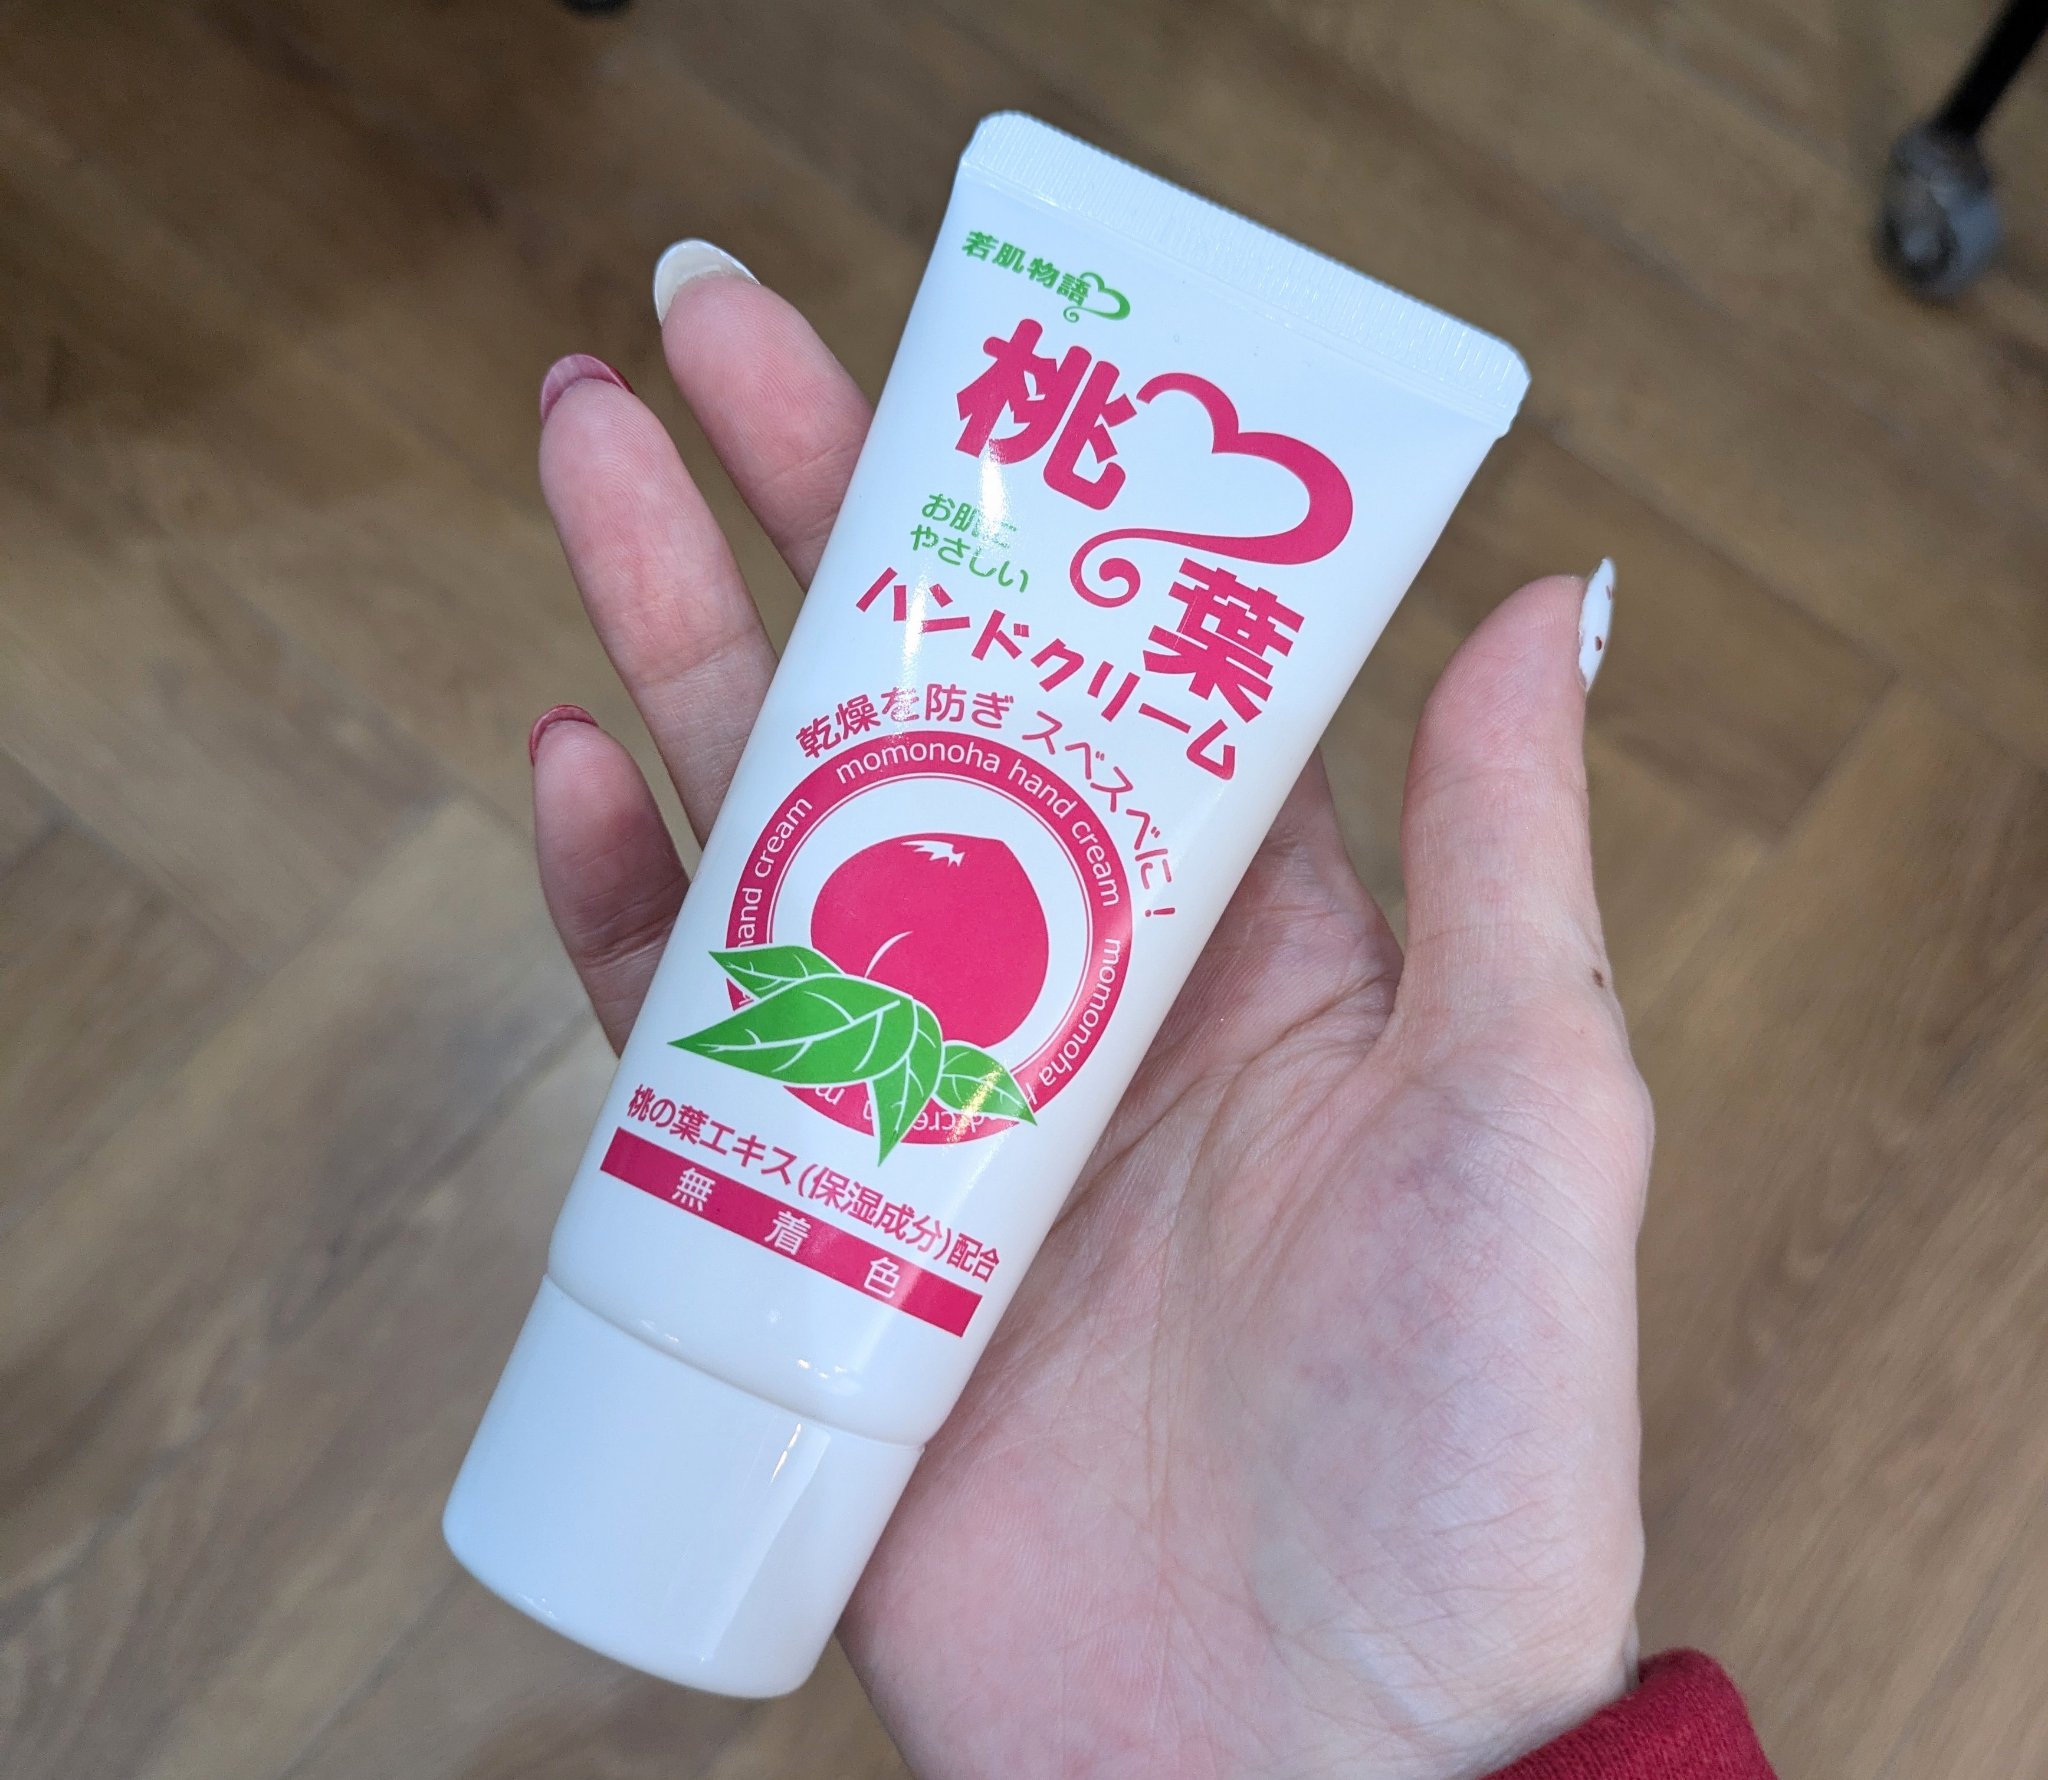 若肌物語
桃の葉
お肌に
やさしい
ハンドクリーム
乾燥を防ぎ スベスベに!
momonoha hand cream momonoha
hand cream
桃の葉エキス(保湿成分)配合
無着色